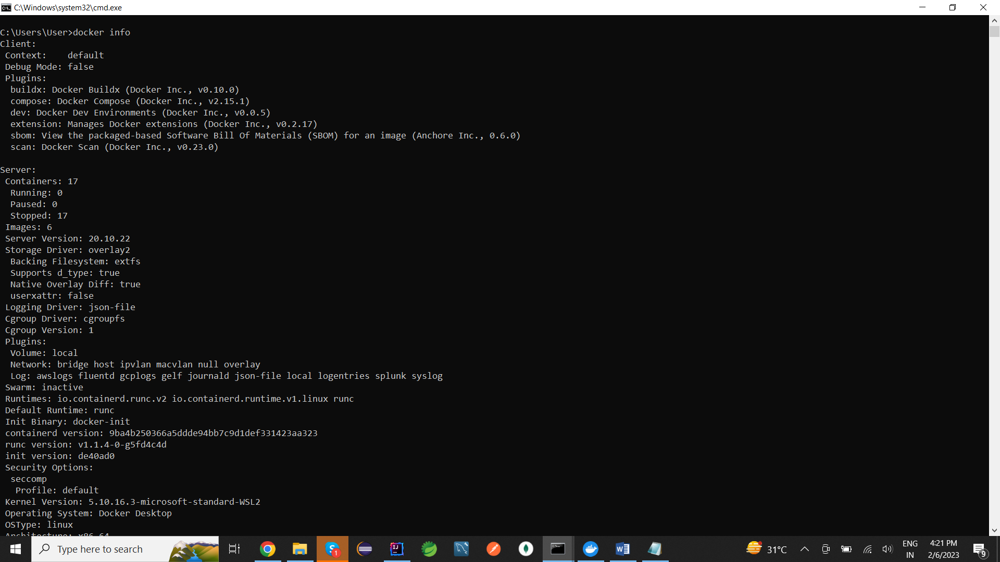 C:\Windows\system32\cmd.exe
C:\Users\User>docker info
Client:
 Context:    default
 Debug Mode: false
 Plugins:
  buildx: Docker Buildx (Docker Inc., v0.10.0)
  compose: Docker Compose (Docker Inc., v2.15.1)
  dev: Docker Dev Environments (Docker Inc., v0.0.5)
  extension: Manages Docker extensions (Docker Inc., v0.2.17)
  sbom: View the packaged-based Software Bill Of Materials (SBOM) for an image (Anchore Inc., 0.6.0)
  scan: Docker Scan (Docker Inc., v0.23.0)
Server:
 Containers: 17
  Running: 0
  Paused: 0
  Stopped: 17
 Images: 6
 Server Version: 20.10.22
 Storage Driver: overlay2
  Backing Filesystem: extfs
  Supports d_type: true
  Native Overlay Diff: true
  userxattr: false
 Logging Driver: json-file
 Cgroup Driver: cgroupfs
 Cgroup Version: 1
 Plugins:
  Volume: local
  Network: bridge host ipvlan macvlan null overlay
  Log: awslogs fluentd gcplogs gelf journald json-file local logentries splunk syslog
 Swarm: inactive
 Runtimes: io.containerd.runc.v2 io.containerd.runtime.v1.linux runc
 Default Runtime: runc
 Init Binary: docker-init
 containerd version: 9ba4b250366a5ddde94bb7c9d1def331423aa323
 runc version: v1.1.4-0-g5fd4c4d
 init version: de40ad0
 Security Options:
  seccomp
   Profile: default
 Kernel Version: 5.10.16.3-microsoft-standard-WSL2
 Operating System: Docker Desktop
 OSType: linux
 Architecture: x86_64
Type here to search
1
IJ
W
31°C
ENG
IN
4:21 PM
2/6/2023
9